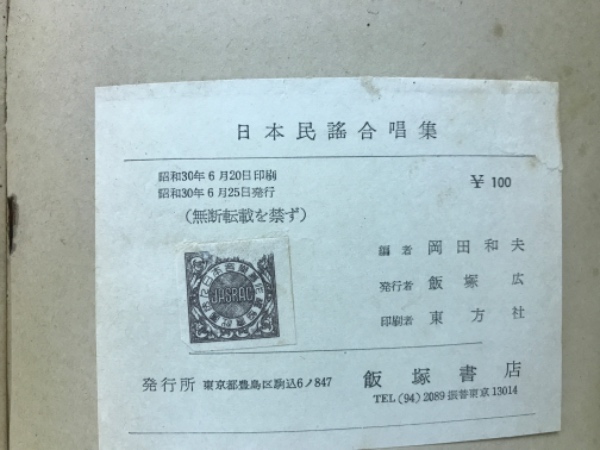 日本民謡合唱集
昭和30年6月20日印刷
昭和30年6月25日発行
¥ 100
(無断転載を禁ず)
編者 岡田和夫
発行者 飯塚広
印刷者 東方社
JASRAC
発行所 東京都豊島区駒込6ノ847 飯塚書店
TEL (94) 2089 振替東京 13014